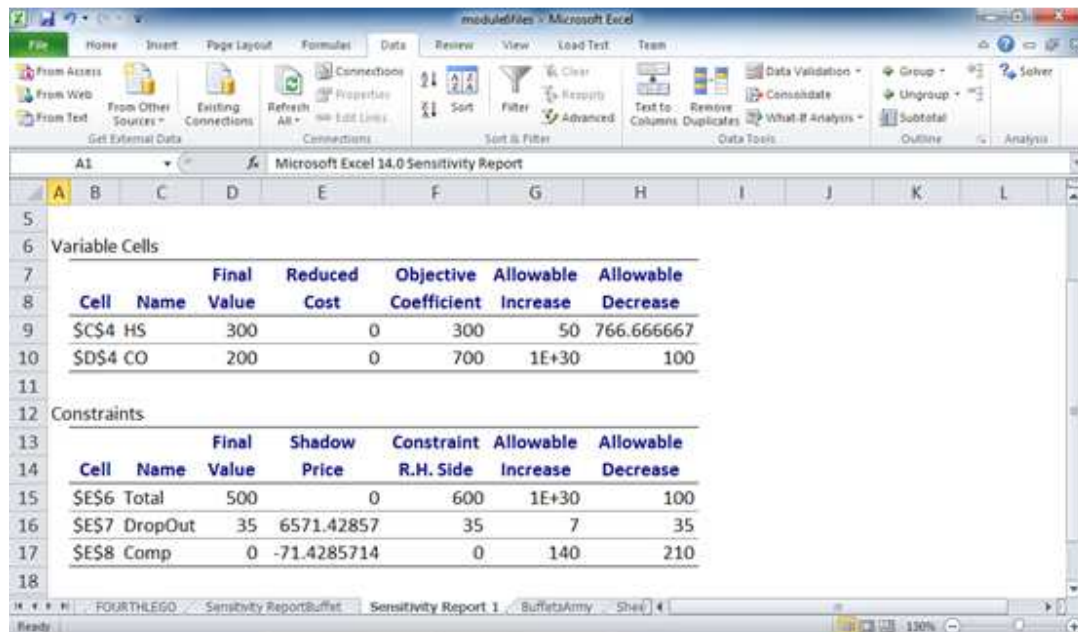 module6files - Microsoft Excel
File Home Insert Page Layout Formulas Data Review View Load Test Team
From Access
From Web
From Text
From Other Sources
Existing Connections
Get External Data
Refresh All
Connections
Properties
Edit Links
Connections
Sort
Filter
Clear
Reapply
Advanced
Sort & Filter
Text to Columns
Remove Duplicates
Data Validation
Consolidate
What-If Analysis
Data Tools
Group
Ungroup
Subtotal
Outline
Solver
Analysis
A1 fx Microsoft Excel 14.0 Sensitivity Report
A B C D E F G H I J K L
5
6 Variable Cells
7 Final Reduced Objective Allowable Allowable
8 Cell Name Value Cost Coefficient Increase Decrease
9 $C$4 HS 300 0 300 50 766.666667
10 $D$4 CO 200 0 700 1E+30 100
11
12 Constraints
13 Final Shadow Constraint Allowable Allowable
14 Cell Name Value Price R.H. Side Increase Decrease
15 $E$6 Total 500 0 600 1E+30 100
16 $E$7 DropOut 35 6571.42857 35 7 35
17 $E$8 Comp 0 -71.4285714 0 140 210
18
FOURTHLEGO Sensitivity ReportBuffet Sensitivity Report 1 BuffetsArmy Shee
Ready 130%